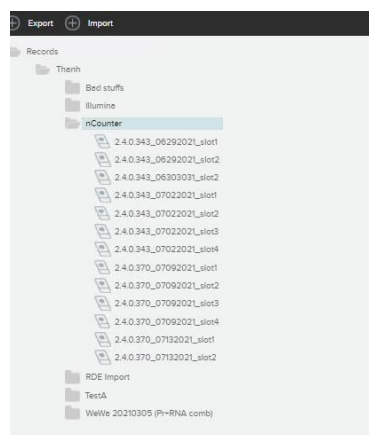 Export Import
Records
Thanh
Bad stuffs
Illumina
nCounter
2.4.0.343_06292021_slot1
2.4.0.343_06292021_slot2
2.4.0.343_06303031_slot2
2.4.0.343_07022021_slot1
2.4.0.343_07022021_slot2
2.4.0.343_07022021_slot3
2.4.0.343_07022021_slot4
2.4.0.370_07092021_slot1
2.4.0.370_07092021_slot2
2.4.0.370_07092021_slot3
2.4.0.370_07092021_slot4
2.4.0.370_07132021_slot1
2.4.0.370_07132021_slot2
RDE Import
TestA
WeWa 20210305 (Pr+RNA comb)